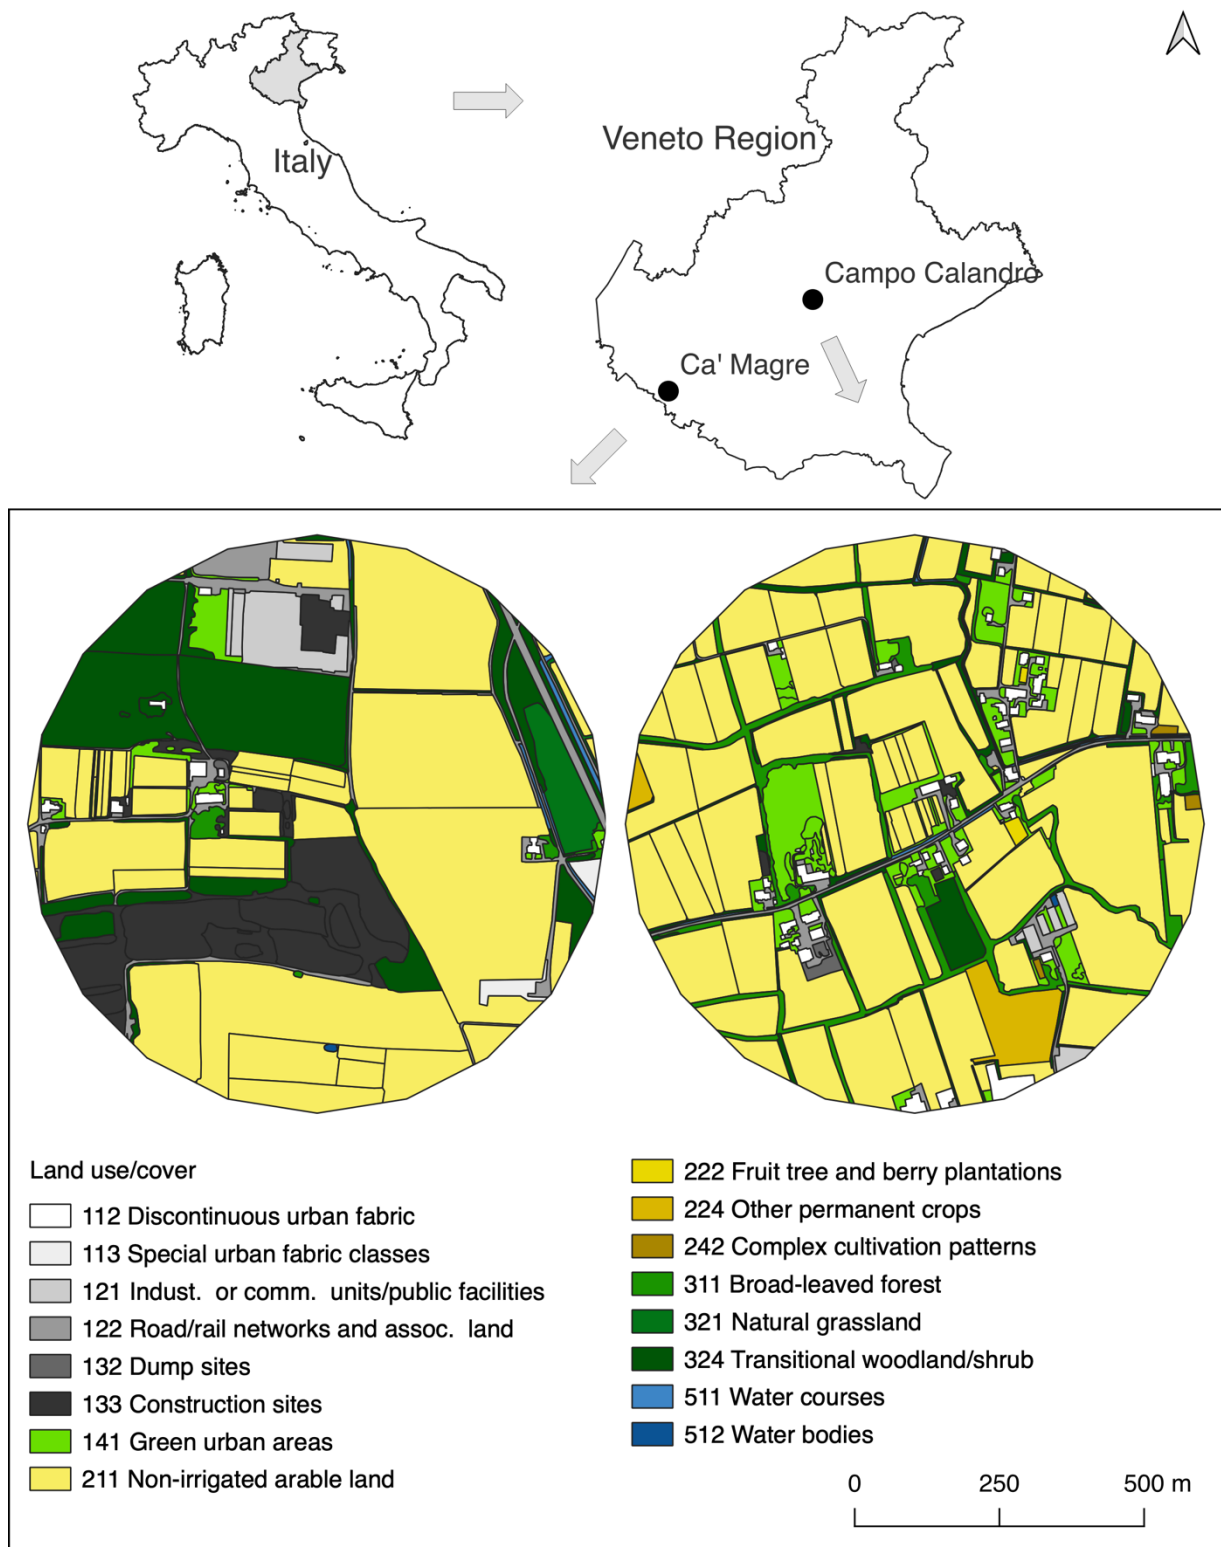 Italy
Veneto Region
Campo Calandro
Ca' Magre
Land use/cover
112 Discontinuous urban fabric
113 Special urban fabric classes
121 Indust. or comm. units/public facilities
122 Road/rail networks and assoc. land
132 Dump sites
133 Construction sites
141 Green urban areas
211 Non-irrigated arable land
222 Fruit tree and berry plantations
224 Other permanent crops
242 Complex cultivation patterns
311 Broad-leaved forest
321 Natural grassland
324 Transitional woodland/shrub
511 Water courses
512 Water bodies
0 250 500 m